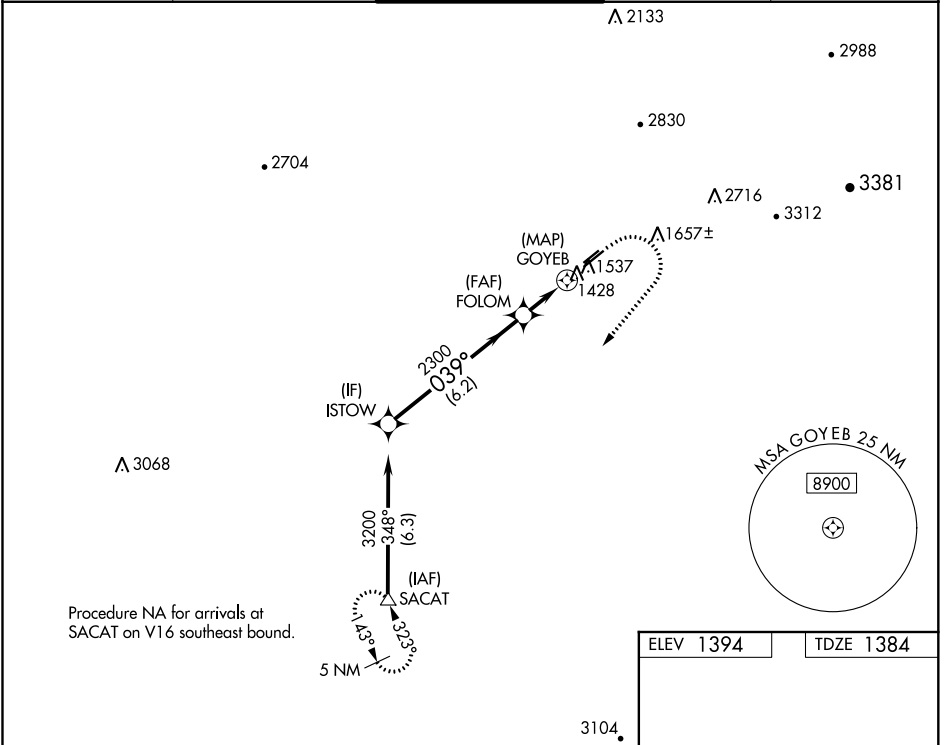 2133
2988
2830
2704
3381
2716
3312
1657±
(MAP)
GOYEB
1537
1428
(FAF)
FOLOM
2300
039°
(6.2)
(IF)
ISTOW
3068
MSA GOYEB 25 NM
8900
3200
348°
(6.3)
(IAF)
SACAT
143°
323°
5 NM
Procedure NA for arrivals at
SACAT on V16 southeast bound.
ELEV 1394
TDZE 1384
3104